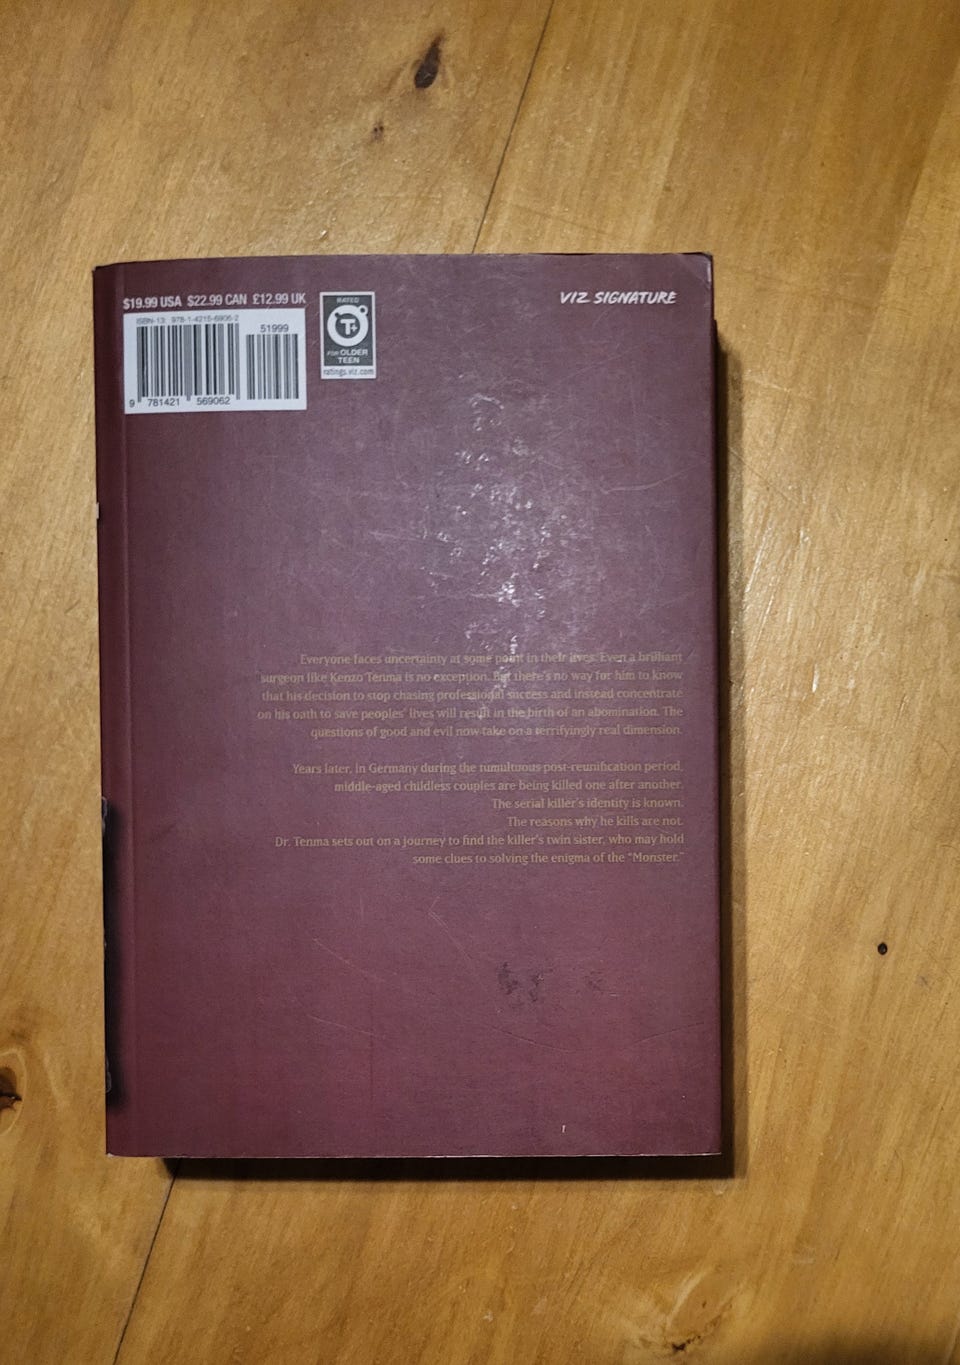 $19.99 USA $22.99 CAN £12.99 UK
ISBN-13: 978-1-4215-6906-2
51999
9 781421 569062
RATED
T+
FOR OLDER
TEEN
ratings.viz.com
VIZ SIGNATURE
Everyone faces uncertainty at some point in their lives. Even a brilliant
surgeon like Kenzo Tenma is no exception. But there's no way for him to know
that his decision to stop chasing professional success and instead concentrate
on his oath to save peoples' lives will result in the birth of an abomination. The
questions of good and evil now take on a terrifyingly real dimension.
Years later, in Germany during the tumultuous post-reunification period,
middle-aged childless couples are being killed one after another.
The serial killer's identity is known.
The reasons why he kills are not.
Dr. Tenma sets out on a journey to find the killer's twin sister, who may hold
some clues to solving the enigma of the "Monster."